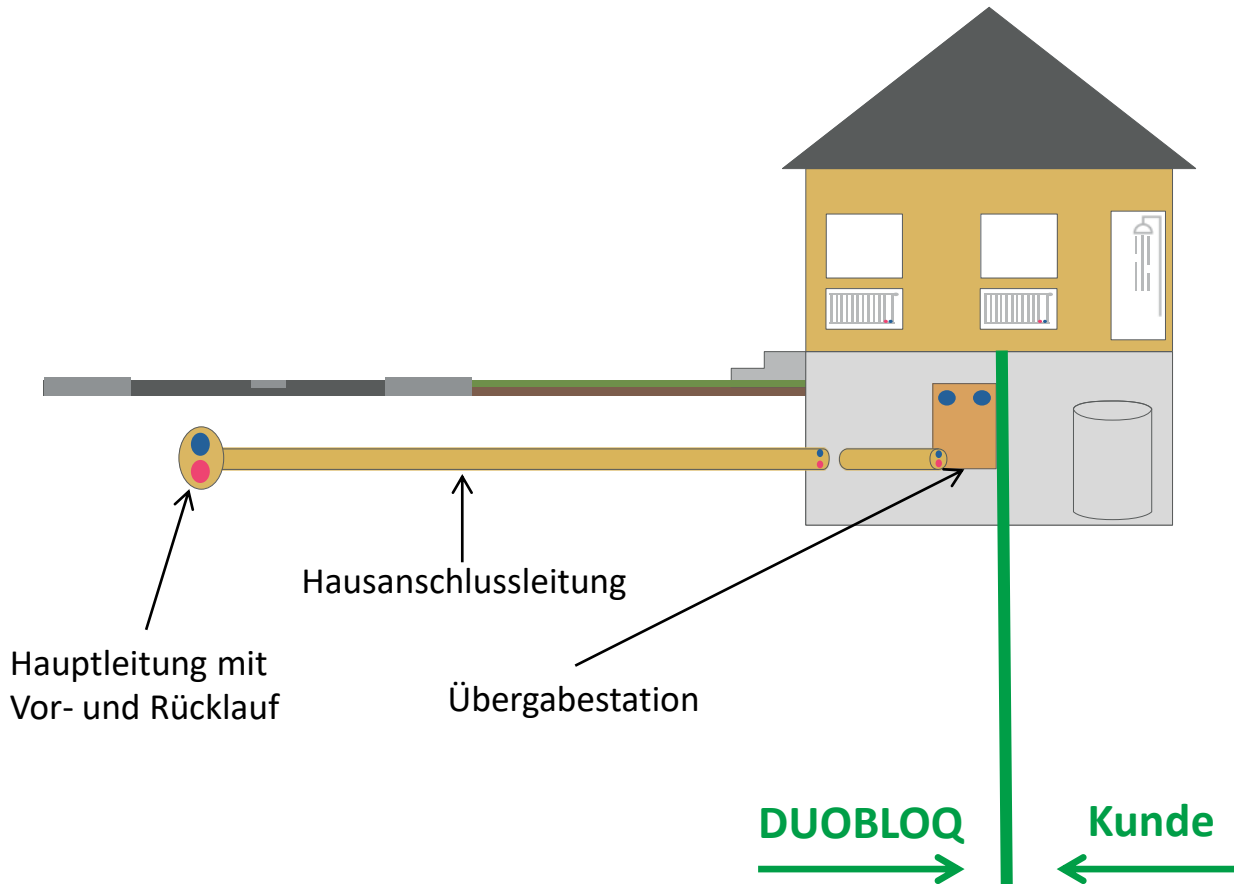 Hausanschlussleitung
Hauptleitung mit
Vor- und Rücklauf
Übergabestation
DUOBLOQ
Kunde